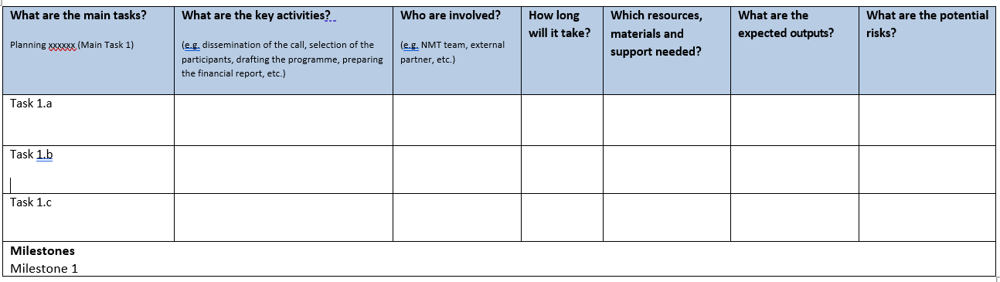 What are the main tasks?
Planning xxxxxx (Main Task 1)
What are the key activities?
(e.g. dissemination of the call, selection of the
participants, drafting the programme, preparing
the financial report, etc.)
Who are involved?
(e.g. NMT team, external
partner, etc.)
How long
will it take?
Which resources,
materials and
support needed?
What are the
expected outputs?
What are the potential
risks?
Task 1.a
Task 1.b
Task 1.c
Milestones
Milestone 1